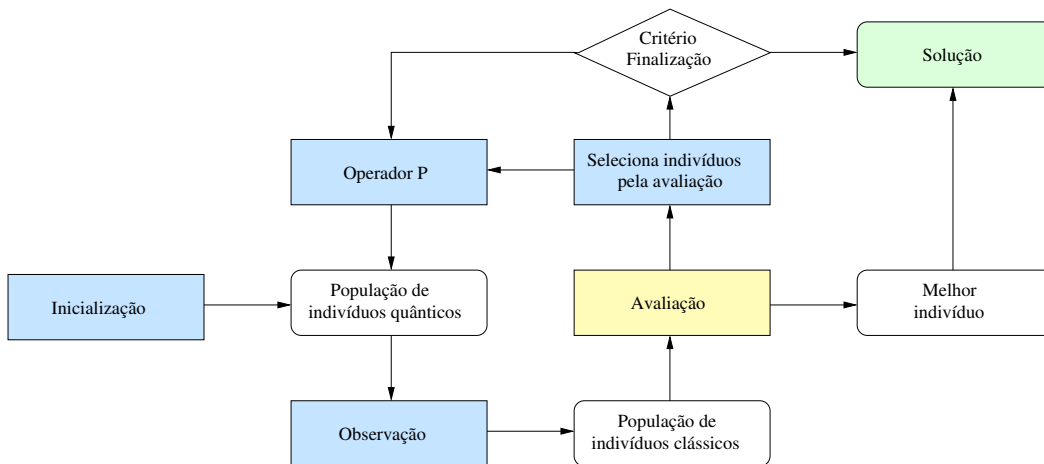 Critério
Finalização
Solução
Operador P
Seleciona indivíduos
pela avaliação
Inicialização
População de
indivíduos quânticos
Avaliação
Melhor
indivíduo
Observação
População de
indivíduos clássicos